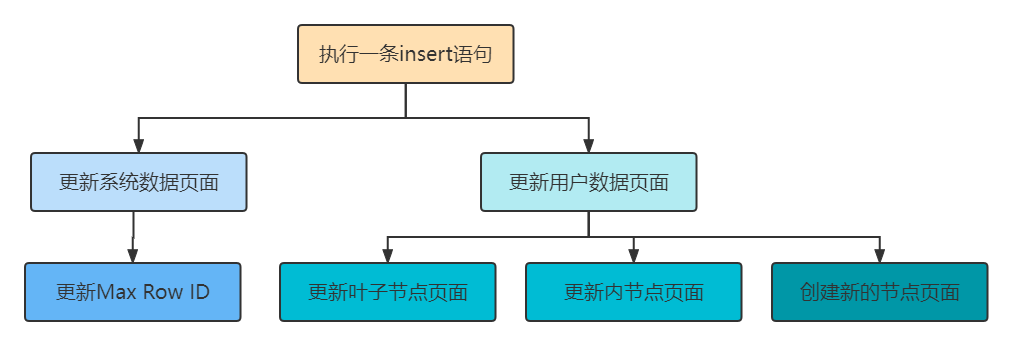 执行一条insert语句
更新系统数据页面
更新用户数据页面
更新Max Row ID
更新叶子节点页面
更新内节点页面
创建新的节点页面